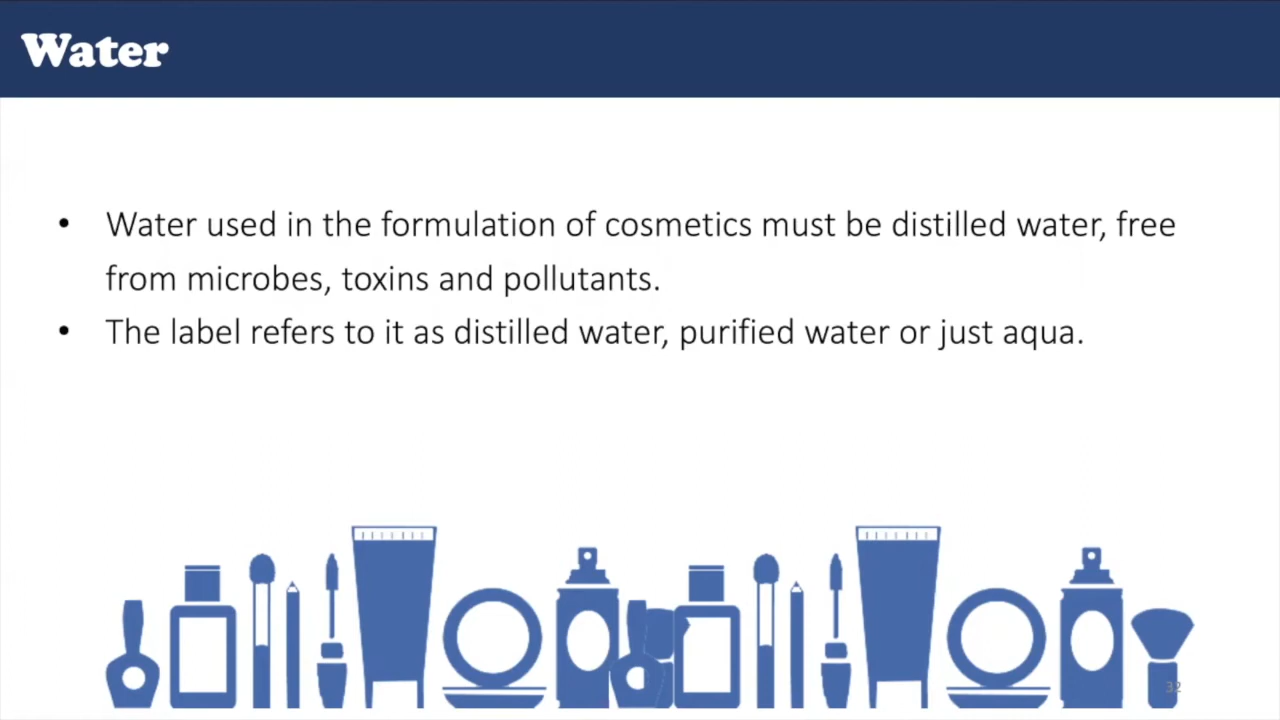 Water
• Water used in the formulation of cosmetics must be distilled water, free
from microbes, toxins and pollutants.
• The label refers to it as distilled water, purified water or just aqua.
32